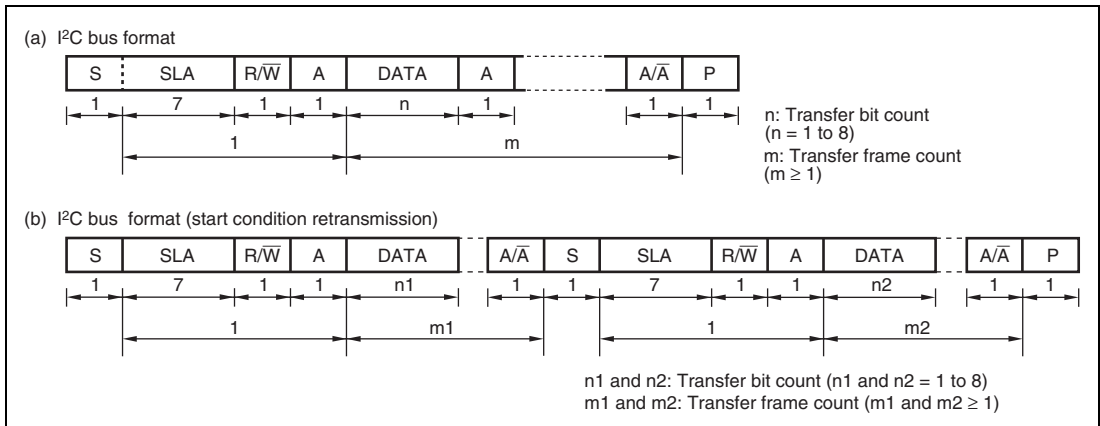 (a) I²C bus format
S SLA R/W̅ A DATA A A/A̅ P
1 7 1 1 n 1 1 1
1 m
n: Transfer bit count
(n = 1 to 8)
m: Transfer frame count
(m ≥ 1)
(b) I²C bus format (start condition retransmission)
S SLA R/W̅ A DATA A/A̅ S SLA R/W̅ A DATA A/A̅ P
1 7 1 1 n1 1 1 7 1 1 n2 1 1
1 m1 1 m2
n1 and n2: Transfer bit count (n1 and n2 = 1 to 8)
m1 and m2: Transfer frame count (m1 and m2 ≥ 1)